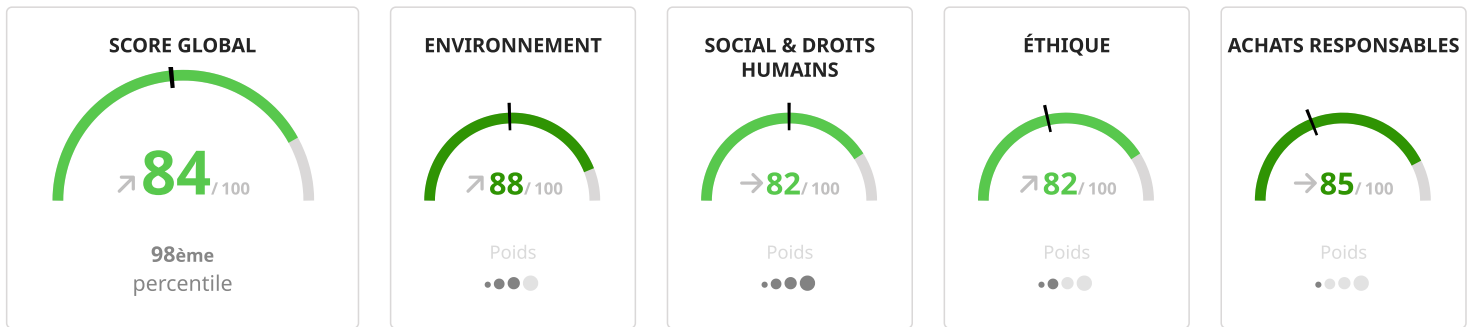 SCORE GLOBAL
84/ 100
98ème
percentile
ENVIRONNEMENT
88/ 100
Poids
SOCIAL & DROITS
HUMAINS
82/ 100
Poids
ÉTHIQUE
82/ 100
Poids
ACHATS RESPONSABLES
85/ 100
Poids